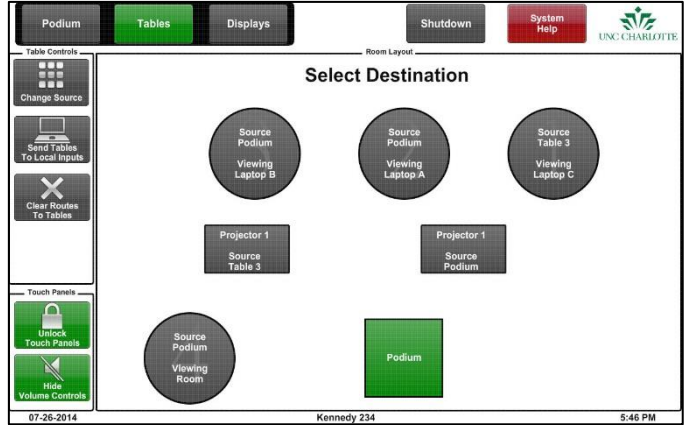 Podium
Tables
Displays
Shutdown
System
Help
UNC CHARLOTTE
Table Controls
Room Layout
Change Source
Send Tables
To Local Inputs
Clear Routes
To Tables
Select Destination
Source
Podium
Viewing
Laptop B
Source
Podium
Viewing
Laptop A
Source
Table 3
Viewing
Laptop C
Projector 1
Source
Table 3
Projector 1
Source
Podium
Touch Panels
Unlock
Touch Panels
Hide
Volume Controls
Source
Podium
Viewing
Room
Podium
07-26-2014
Kennedy 234
5:46 PM